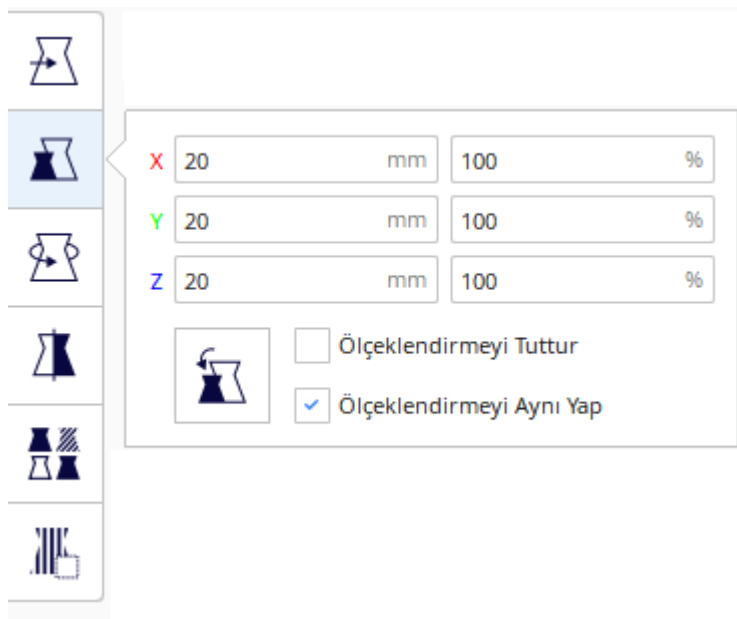 X 20 mm 100 %
Y 20 mm 100 %
Z 20 mm 100 %
Ölçeklendirmeyi Tuttur
Ölçeklendirmeyi Aynı Yap